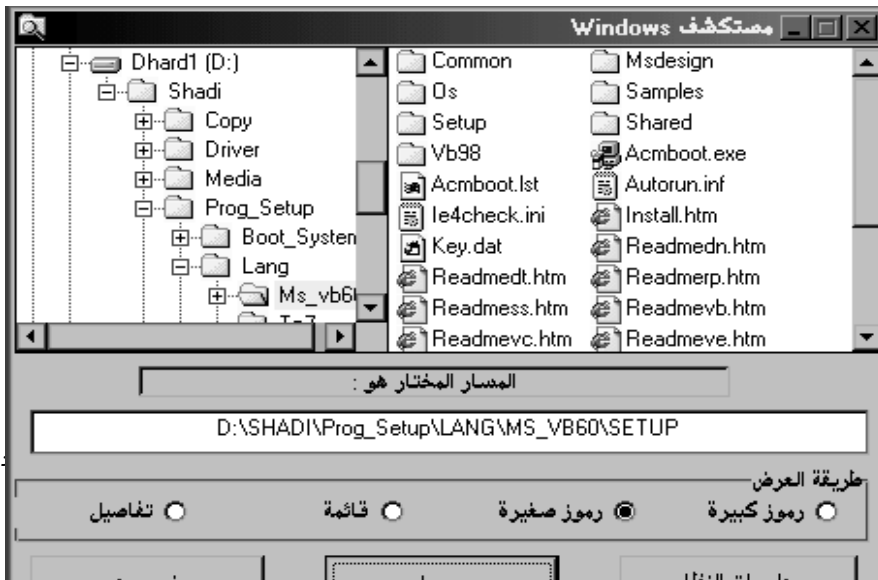 مستكشف Windows
Dhard1 (D:)
Shadi
Copy
Driver
Media
Prog_Setup
Boot_System
Lang
Ms_vb60
Common
Msdesign
Os
Samples
Setup
Shared
Vb98
Acmboot.exe
Acmboot.lst
Autorun.inf
Ie4check.ini
Install.htm
Key.dat
Readmedn.htm
Readmedt.htm
Readmerp.htm
Readmess.htm
Readmevb.htm
Readmevc.htm
Readmeve.htm
المسار المختار هو :
D:\SHADI\Prog_Setup\LANG\MS_VB60\SETUP
طريقة العرض
رموز كبيرة
رموز صغيرة
قائمة
تفاصيل